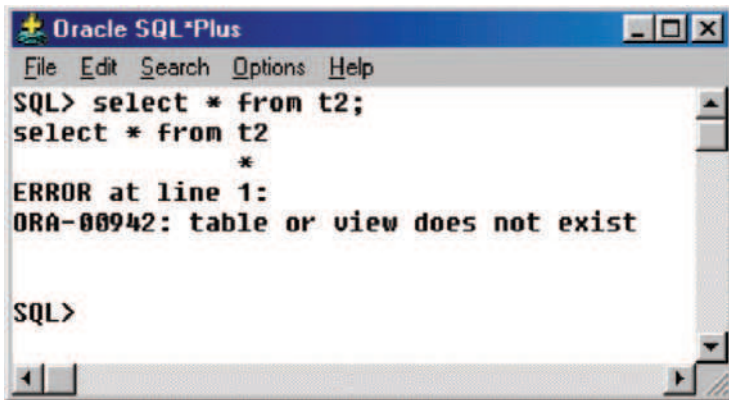 Oracle SQL*Plus
File Edit Search Options Help
SQL> select * from t2;
select * from t2
*
ERROR at line 1:
ORA-00942: table or view does not exist
SQL>